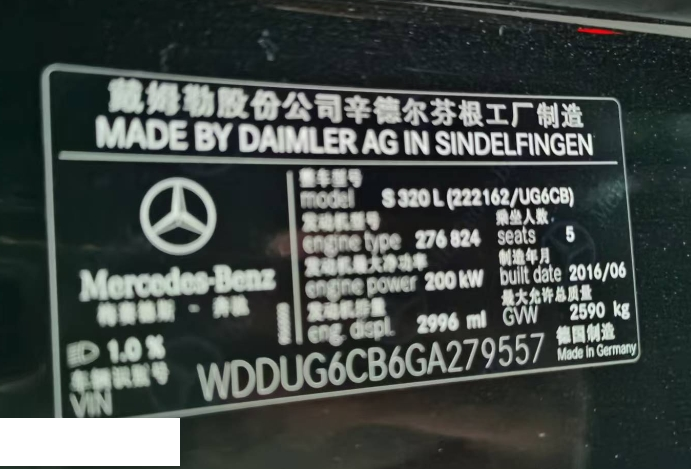 戴姆勒股份公司辛德尔芬根工厂制造
MADE BY DAIMLER AG IN SINDELFINGEN
Mercedes-Benz
梅赛德斯 - 奔驰
1.0 %
车辆识别号
VIN
整车型号
model S 320 L (222162/UG6CB)
发动机型号
engine type 276 824
乘坐人数
seats 5
发动机最大净功率
engine power 200 kW
制造年月
built date 2016/06
发动机排量
eng. displ. 2996 ml
最大允许总质量
GVW 2590 kg
WDDUG6CB6GA279557
德国制造
Made in Germany